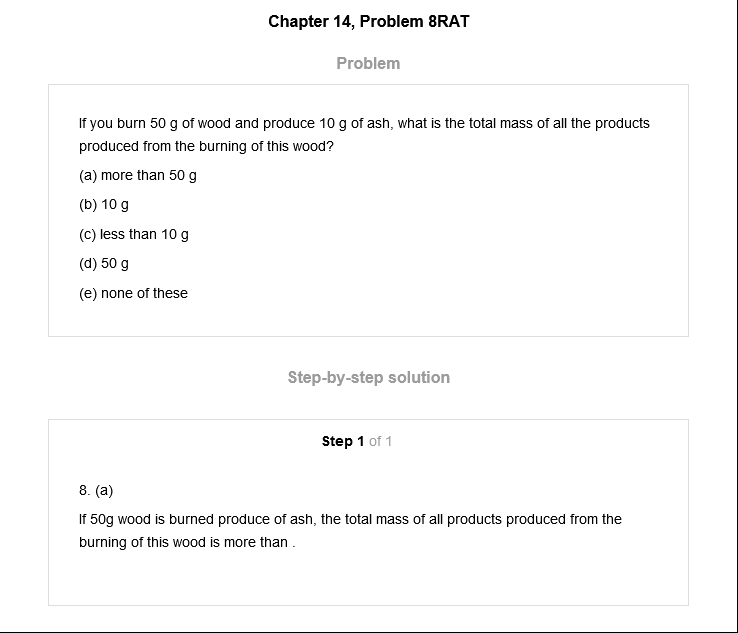 Chapter 14, Problem 8RAT
Problem
If you burn 50 g of wood and produce 10 g of ash, what is the total mass of all the products
produced from the burning of this wood?
(a) more than 50 g
(b) 10 g
(c) less than 10 g
(d) 50 g
(e) none of these
Step-by-step solution
Step 1 of 1
8. (a)
If 50g wood is burned produce of ash, the total mass of all products produced from the
burning of this wood is more than .